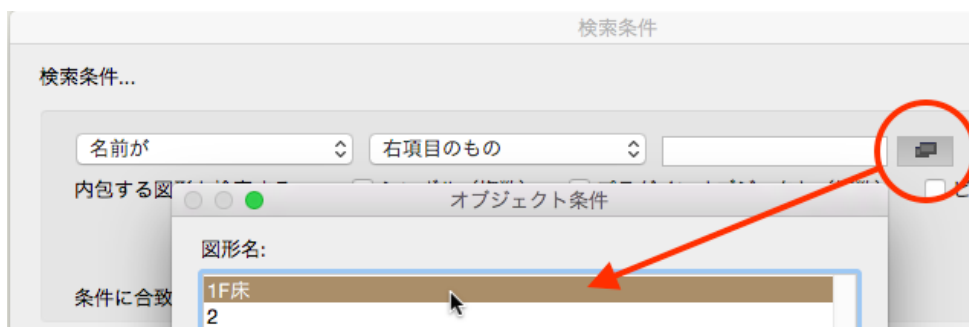 検索条件
検索条件...
名前が 右項目のもの
内包する図
オブジェクト条件
図形名:
条件に合致
1F床
2